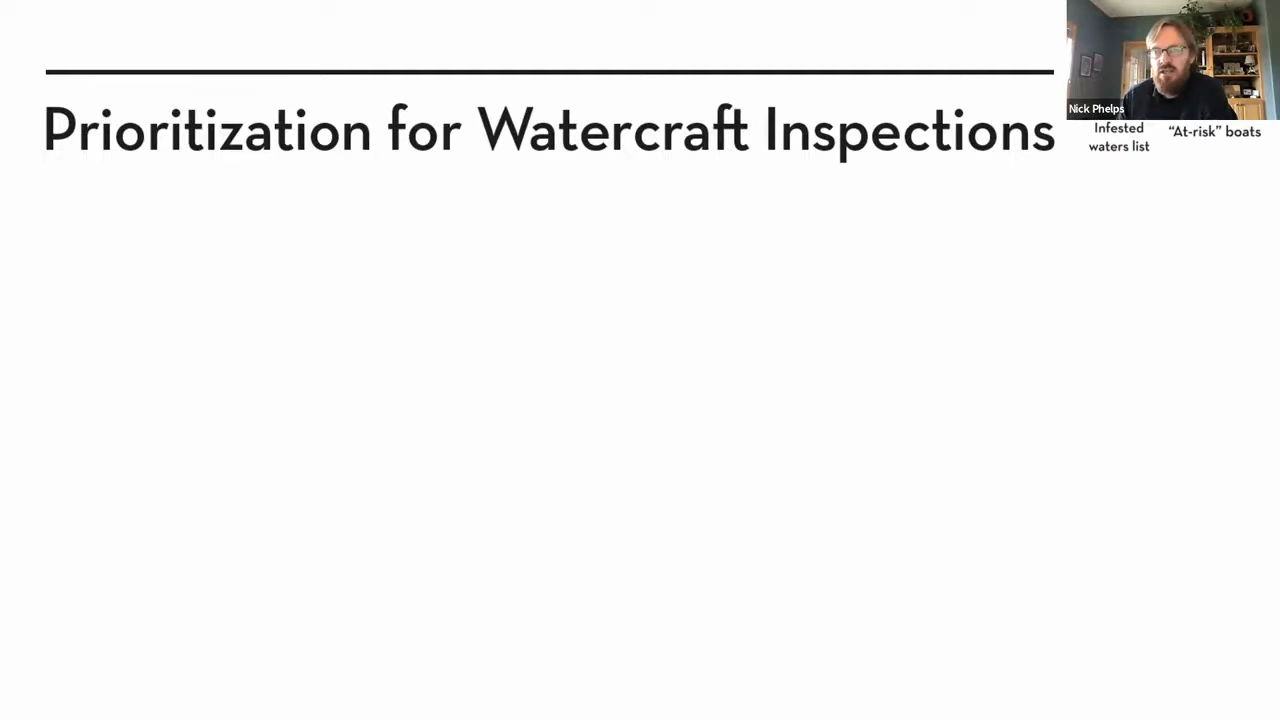 Prioritization for Watercraft Inspections
Nick Phelps
Infested
waters list
“At-risk” boats